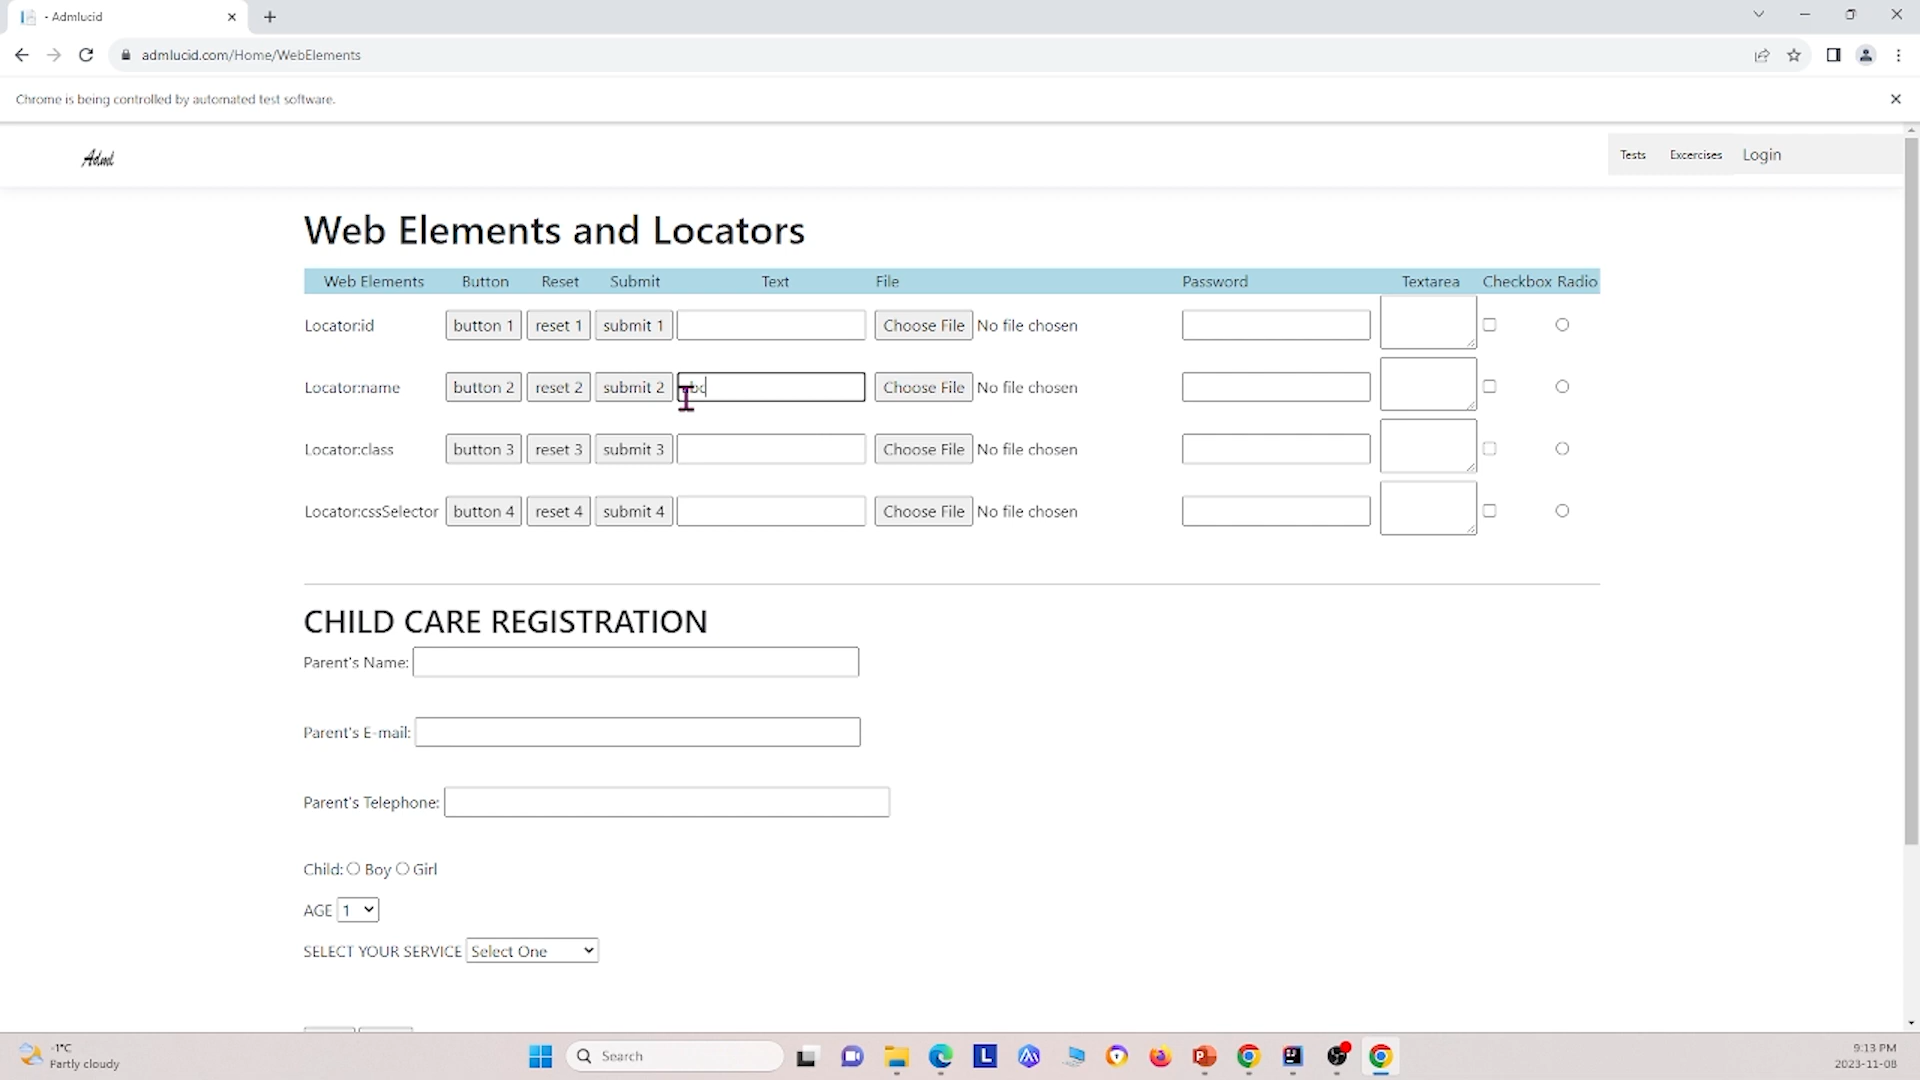 - Admlucid
admlucid.com/Home/WebElements
Chrome is being controlled by automated test software.
Adml
Tests Excercises Login
Web Elements and Locators
Web Elements Button Reset Submit Text File Password Textarea Checkbox Radio
Locator:id button 1 reset 1 submit 1 Choose File No file chosen
Locator:name button 2 reset 2 submit 2 abc Choose File No file chosen
Locator:class button 3 reset 3 submit 3 Choose File No file chosen
Locator:cssSelector button 4 reset 4 submit 4 Choose File No file chosen
CHILD CARE REGISTRATION
Parent's Name:
Parent's E-mail:
Parent's Telephone:
Child: Boy Girl
AGE 1
SELECT YOUR SERVICE Select One
-1°C
Partly cloudy
Search
L
9:13 PM
2023-11-08